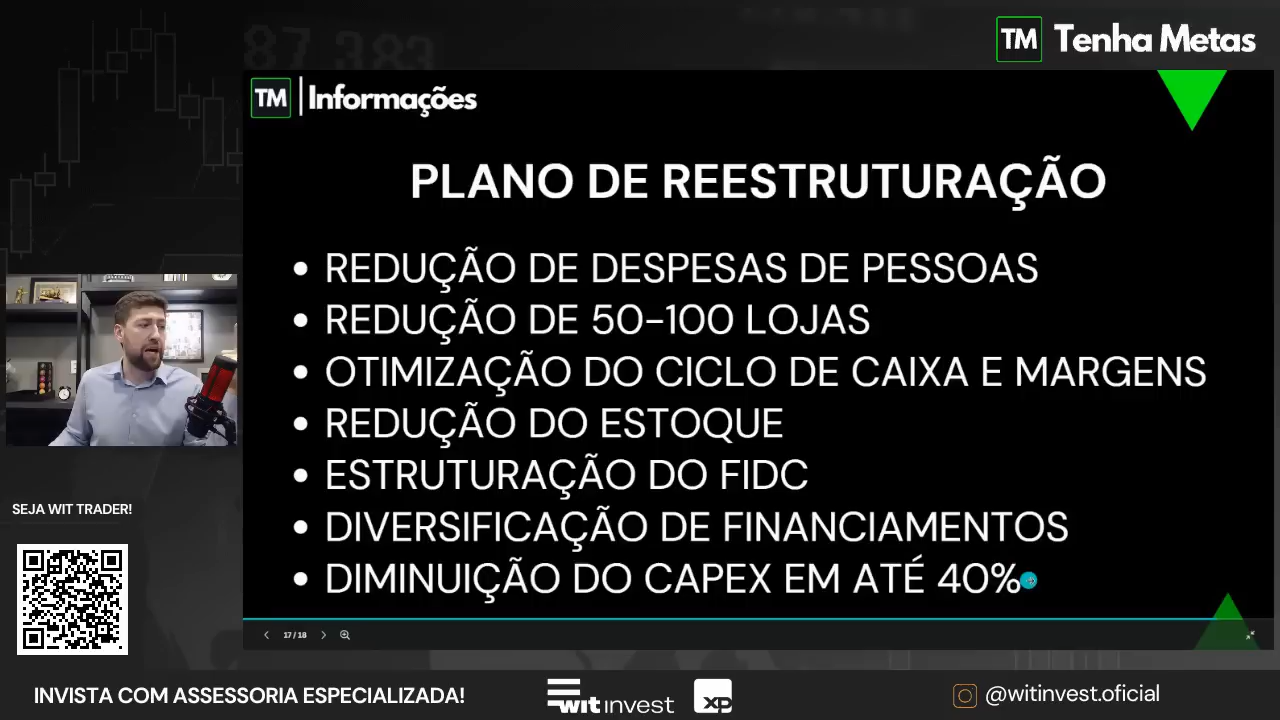 87.383
TM Tenha Metas
TM Informações
PLANO DE REESTRUTURAÇÃO
• REDUÇÃO DE DESPESAS DE PESSOAS
• REDUÇÃO DE 50-100 LOJAS
• OTIMIZAÇÃO DO CICLO DE CAIXA E MARGENS
• REDUÇÃO DO ESTOQUE
• ESTRUTURAÇÃO DO FIDC
• DIVERSIFICAÇÃO DE FINANCIAMENTOS
• DIMINUIÇÃO DO CAPEX EM ATÉ 40%
SEJA WIT TRADER!
17 / 18
INVISTA COM ASSESSORIA ESPECIALIZADA!
wit invest
XP
@witinvest.oficial